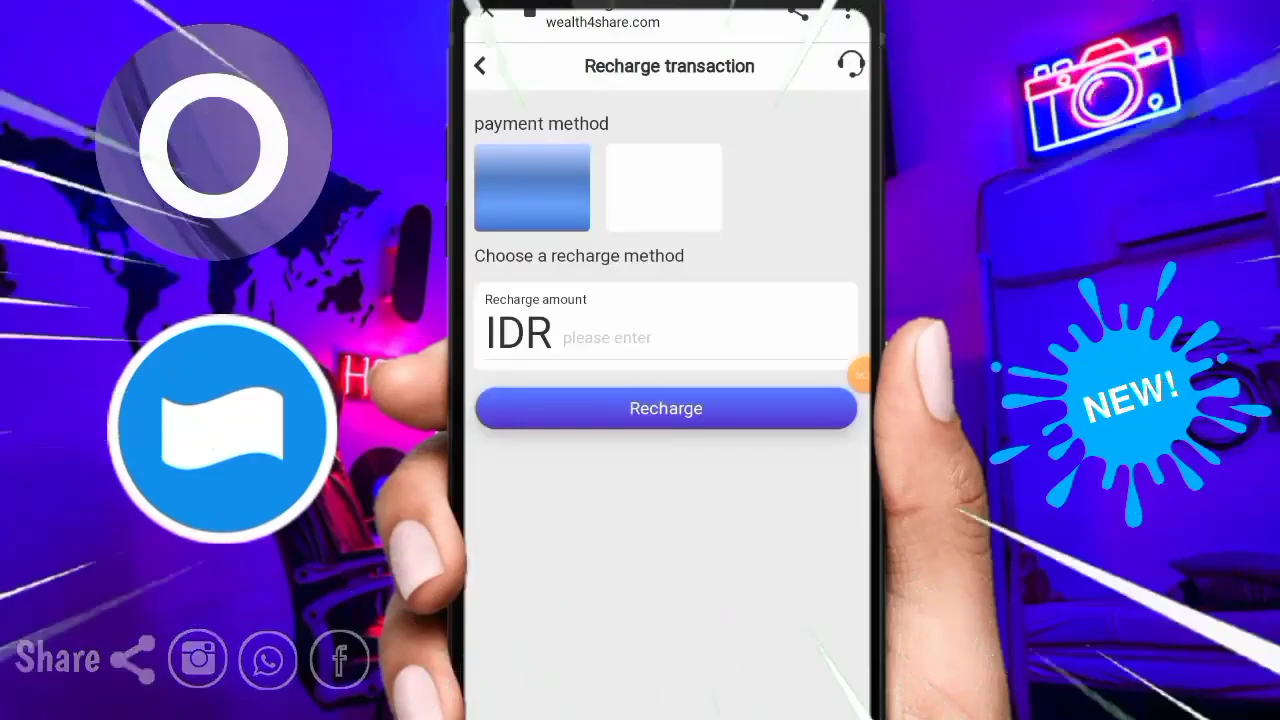 wealth4share.com
Recharge transaction
payment method
Choose a recharge method
Recharge amount
IDR please enter
Recharge
NEW!
Share